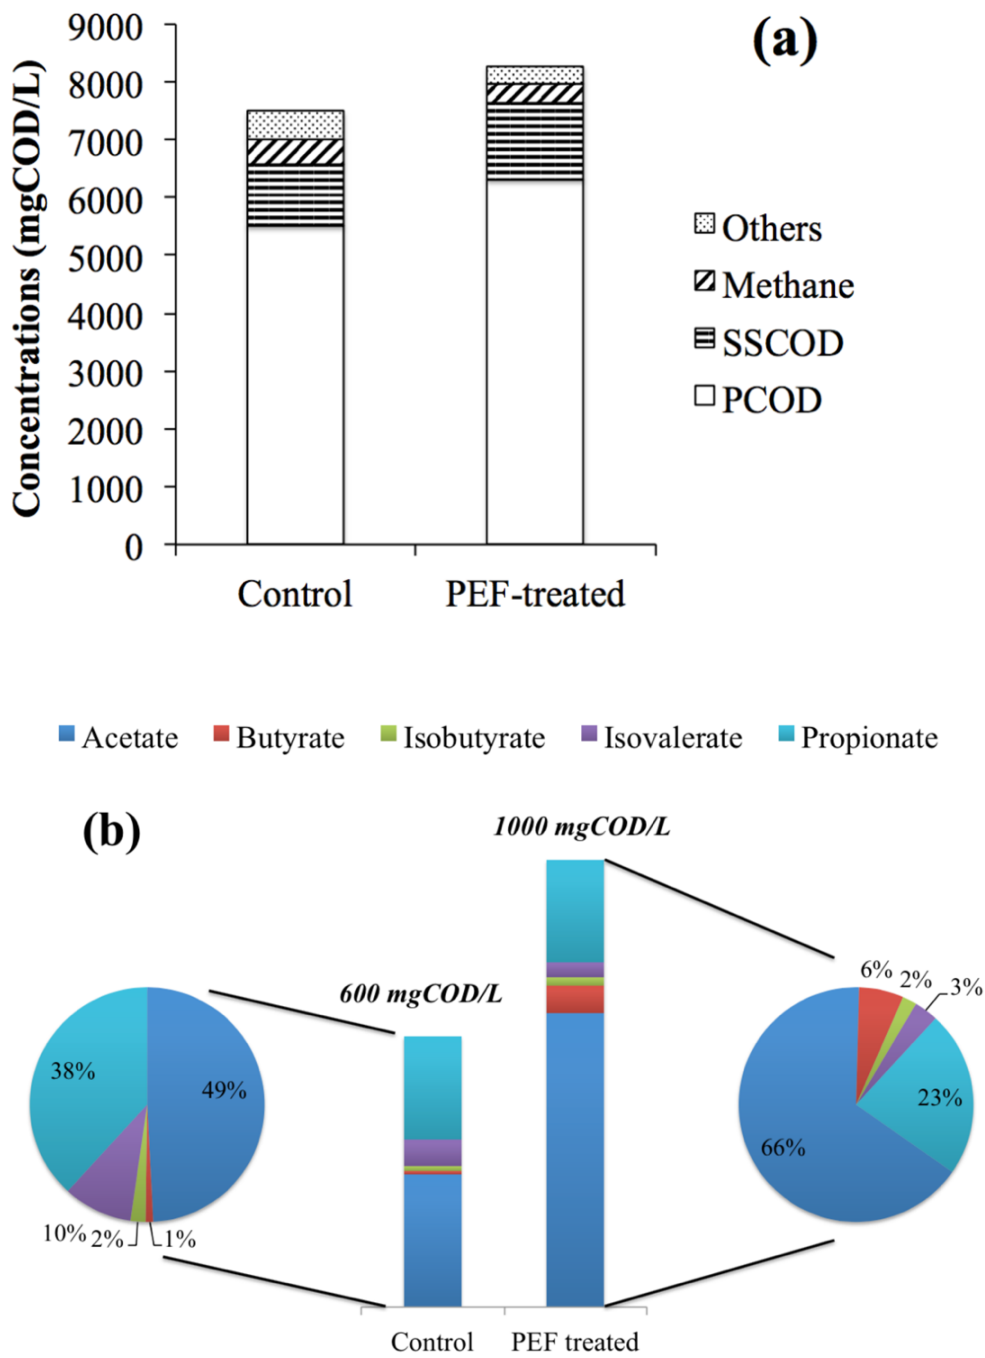 (a)
Concentrations (mgCOD/L)
9000
8000
7000
6000
5000
4000
3000
2000
1000
0
Control PEF-treated
Others
Methane
SSCOD
PCOD
Acetate Butyrate Isobutyrate Isovalerate Propionate
(b)
1000 mgCOD/L
600 mgCOD/L
38%
49%
10% 2% 1%
6% 2% 3%
23%
66%
Control PEF treated